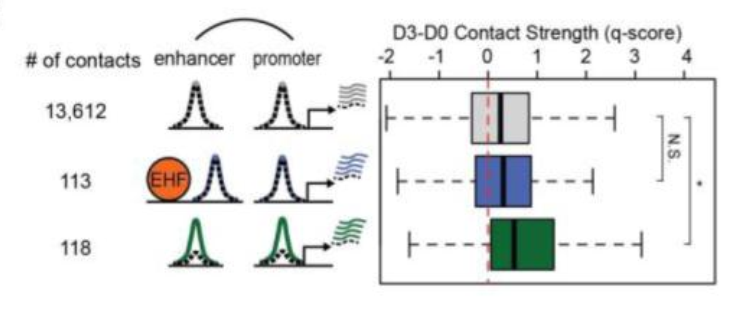 D3-D0 Contact Strength (q-score)
# of contacts enhancer promoter
-2 -1 0 1 2 3 4
13,612
N.S.
*
EHF
113
118